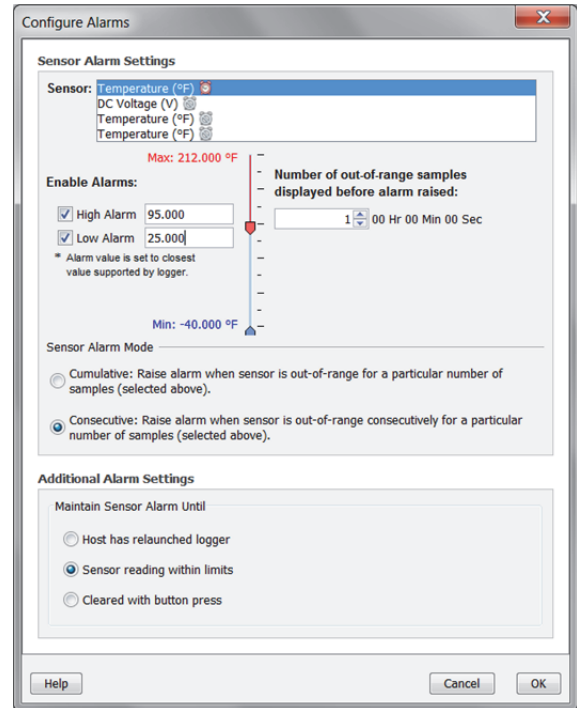 Configure Alarms
Sensor Alarm Settings
Sensor: Temperature (ºF)
DC Voltage (V)
Temperature (ºF)
Temperature (ºF)
Max: 212.000 ºF
Enable Alarms:
High Alarm 95.000
Low Alarm 25.000
* Alarm value is set to closest
value supported by logger.
Min: -40.000 ºF
Number of out-of-range samples
displayed before alarm raised:
1 00 Hr 00 Min 00 Sec
Sensor Alarm Mode
Cumulative: Raise alarm when sensor is out-of-range for a particular number of
samples (selected above).
Consecutive: Raise alarm when sensor is out-of-range consecutively for a particular
number of samples (selected above).
Additional Alarm Settings
Maintain Sensor Alarm Until
Host has relaunched logger
Sensor reading within limits
Cleared with button press
Help
Cancel
OK